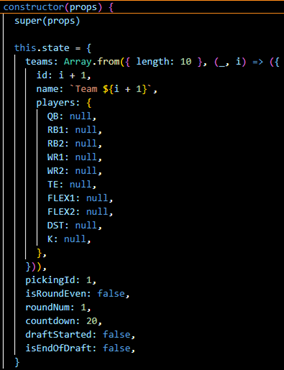 constructor(props) {
super(props)
this.state = {
teams: Array.from({ length: 10 }, (_, i) => ({
id: i + 1,
name: `Team ${i + 1}`,
players: {
QB: null,
RB1: null,
RB2: null,
WR1: null,
WR2: null,
TE: null,
FLEX1: null,
FLEX2: null,
DST: null,
K: null,
},
})),
pickingId: 1,
isRoundEven: false,
roundNum: 1,
countdown: 20,
draftStarted: false,
isEndOfDraft: false,
}